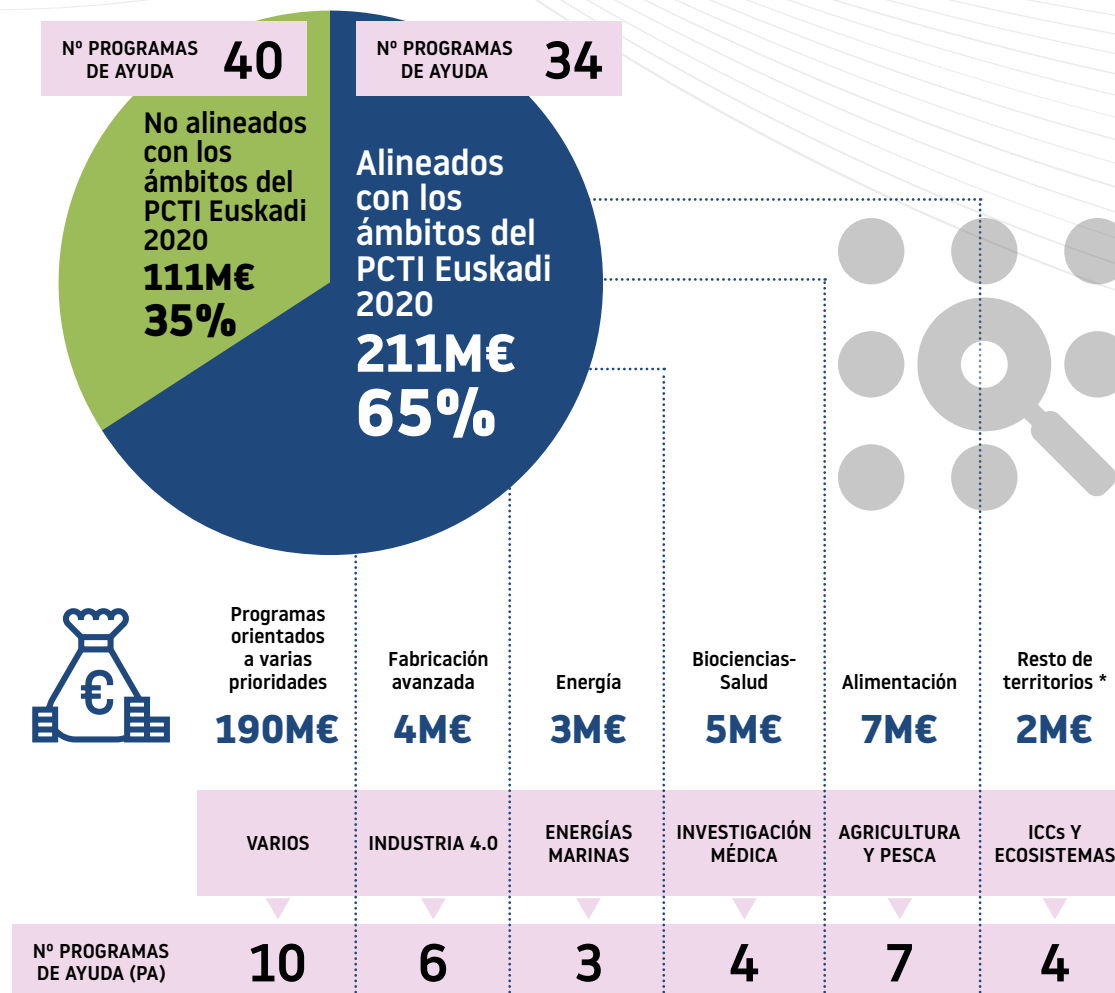 Nº PROGRAMAS
DE AYUDA
40
Nº PROGRAMAS
DE AYUDA
34
No alineados
con los
ámbitos del
PCTI Euskadi
2020
111M€
35%
Alineados
con los
ámbitos del
PCTI Euskadi
2020
211M€
65%
€
Programas
orientados
a varias
prioridades
190M€
Fabricación
avanzada
4M€
Energía
3M€
Biociencias-
Salud
5M€
Alimentación
7M€
Resto de
territorios *
2M€
VARIOS
INDUSTRIA 4.0
ENERGÍAS
MARINAS
INVESTIGACIÓN
MÉDICA
AGRICULTURA
Y PESCA
ICCs Y
ECOSISTEMAS
Nº PROGRAMAS
DE AYUDA (PA)
10
6
3
4
7
4